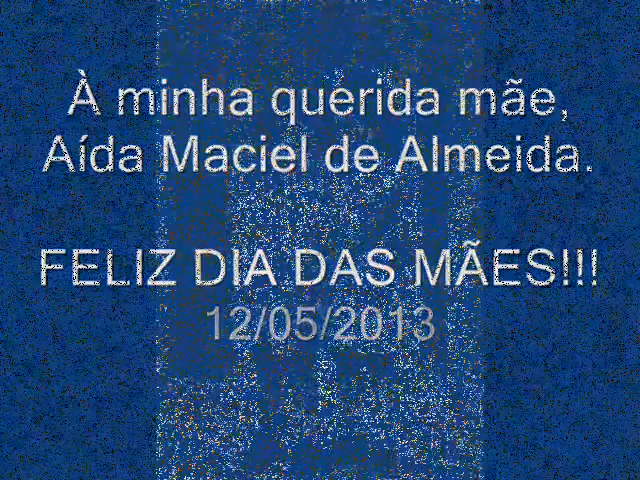 À minha querida mãe,
Aída Maciel de Almeida.
FELIZ DIA DAS MÃES!!!
12/05/2013